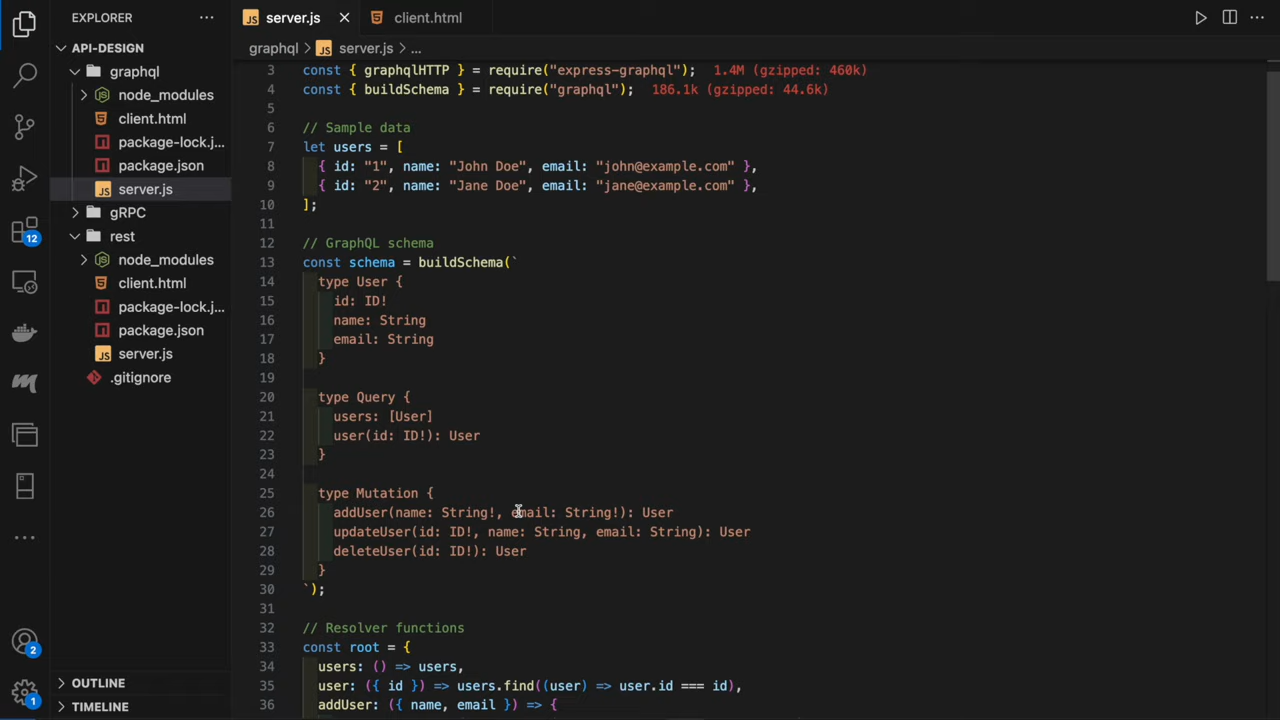 EXPLORER
API-DESIGN
graphql
node_modules
client.html
package-lock.j...
package.json
server.js
gRPC
rest
node_modules
client.html
package-lock.j...
package.json
server.js
.gitignore
OUTLINE
TIMELINE
12
2
1
JS server.js
client.html
graphql > JS server.js > ...
3 const { graphqlHTTP } = require("express-graphql"); 1.4M (gzipped: 460k)
4 const { buildSchema } = require("graphql"); 186.1k (gzipped: 44.6k)
5
6 // Sample data
7 let users = [
8 { id: "1", name: "John Doe", email: "john@example.com" },
9 { id: "2", name: "Jane Doe", email: "jane@example.com" },
10 ];
11
12 // GraphQL schema
13 const schema = buildSchema(`
14 type User {
15 id: ID!
16 name: String
17 email: String
18 }
19
20 type Query {
21 users: [User]
22 user(id: ID!): User
23 }
24
25 type Mutation {
26 addUser(name: String!, email: String!): User
27 updateUser(id: ID!, name: String, email: String): User
28 deleteUser(id: ID!): User
29 }
30 `);
31
32 // Resolver functions
33 const root = {
34 users: () => users,
35 user: ({ id }) => users.find((user) => user.id === id),
36 addUser: ({ name, email }) => {